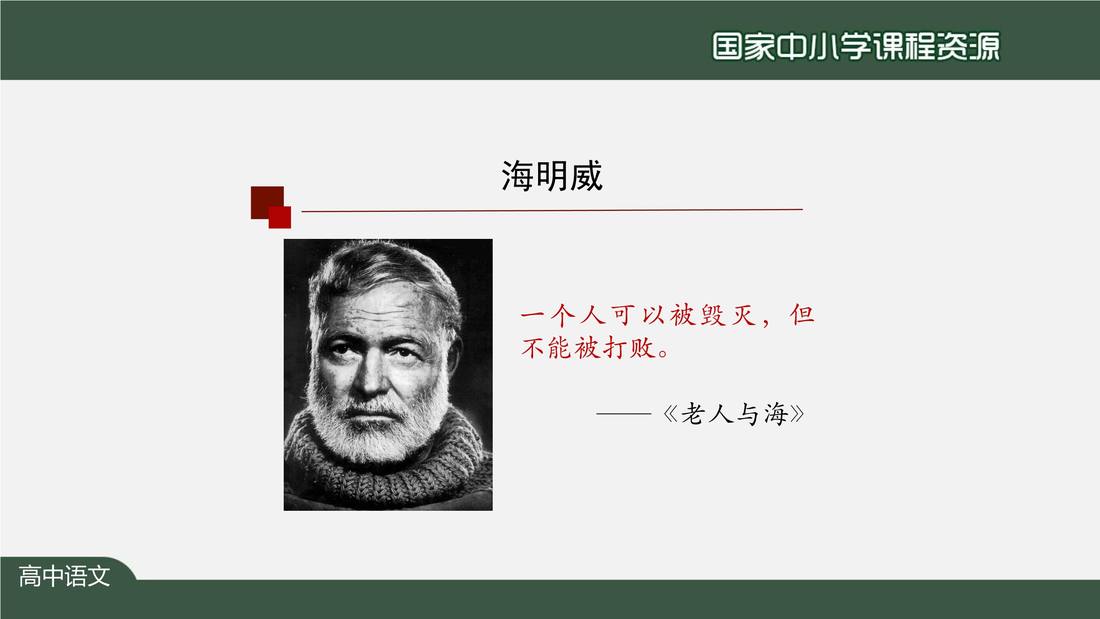 国家中小学课程资源
海明威
一个人可以被毁灭，但
不能被打败。
——《老人与海》
高中语文